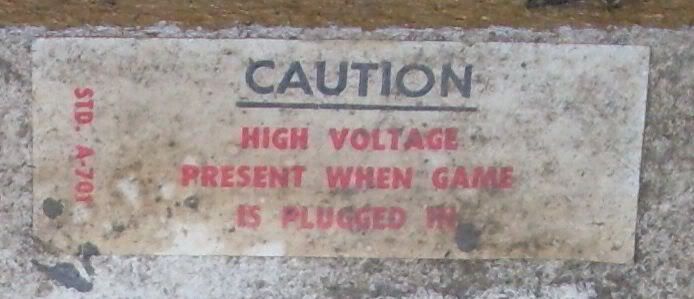 CAUTION
HIGH VOLTAGE
PRESENT WHEN GAME
IS PLUGGED IN
STD. A-701